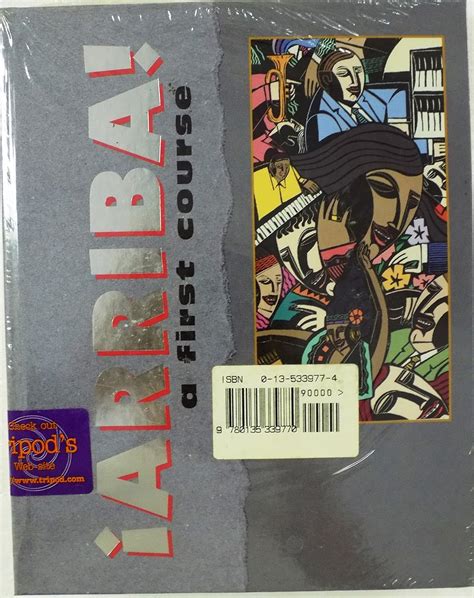 ¡ARRIBA!
a first course
ISBN 0-13-533977-4
90000 >
9 780135 339770
Check out
ripod's
Web site
www.tripod.com